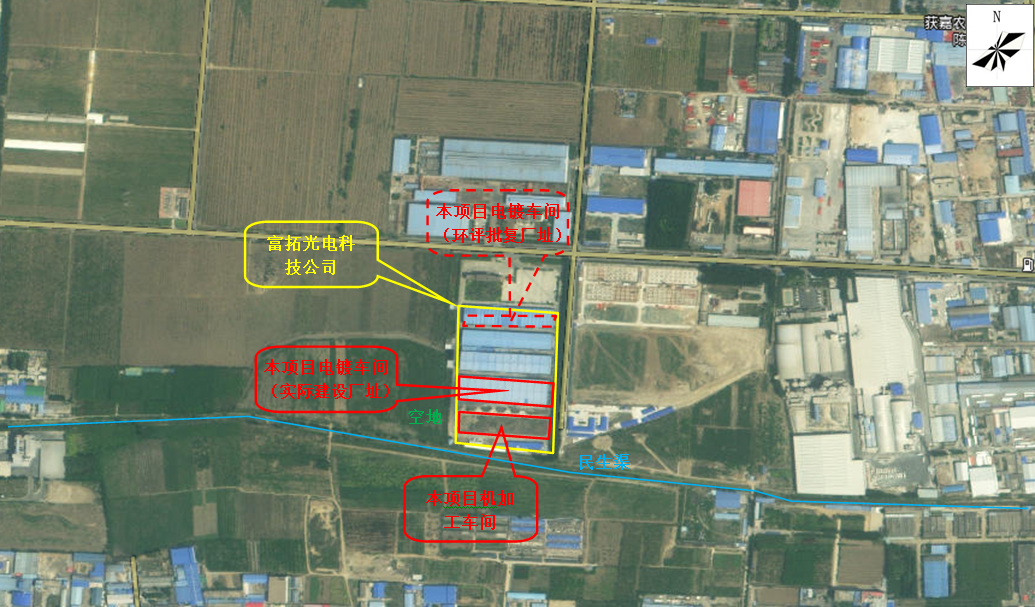 N
获嘉农
陈
本项目电镀车间
（环评批复厂址）
富拓光电科
技公司
本项目电镀车间
（实际建设厂址）
空地
民生渠
本项目机加
工车间